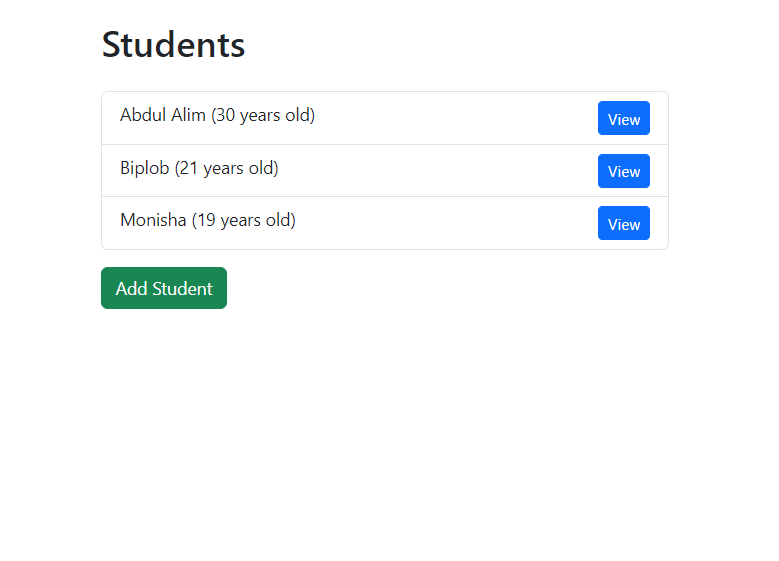 Students
Abdul Alim (30 years old) View
Biplob (21 years old) View
Monisha (19 years old) View
Add Student